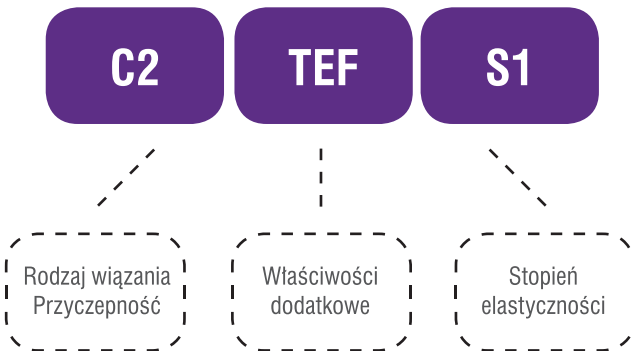 C2
TEF
S1
Rodzaj wiązania
Przyczepność
Właściwości
dodatkowe
Stopień
elastyczności